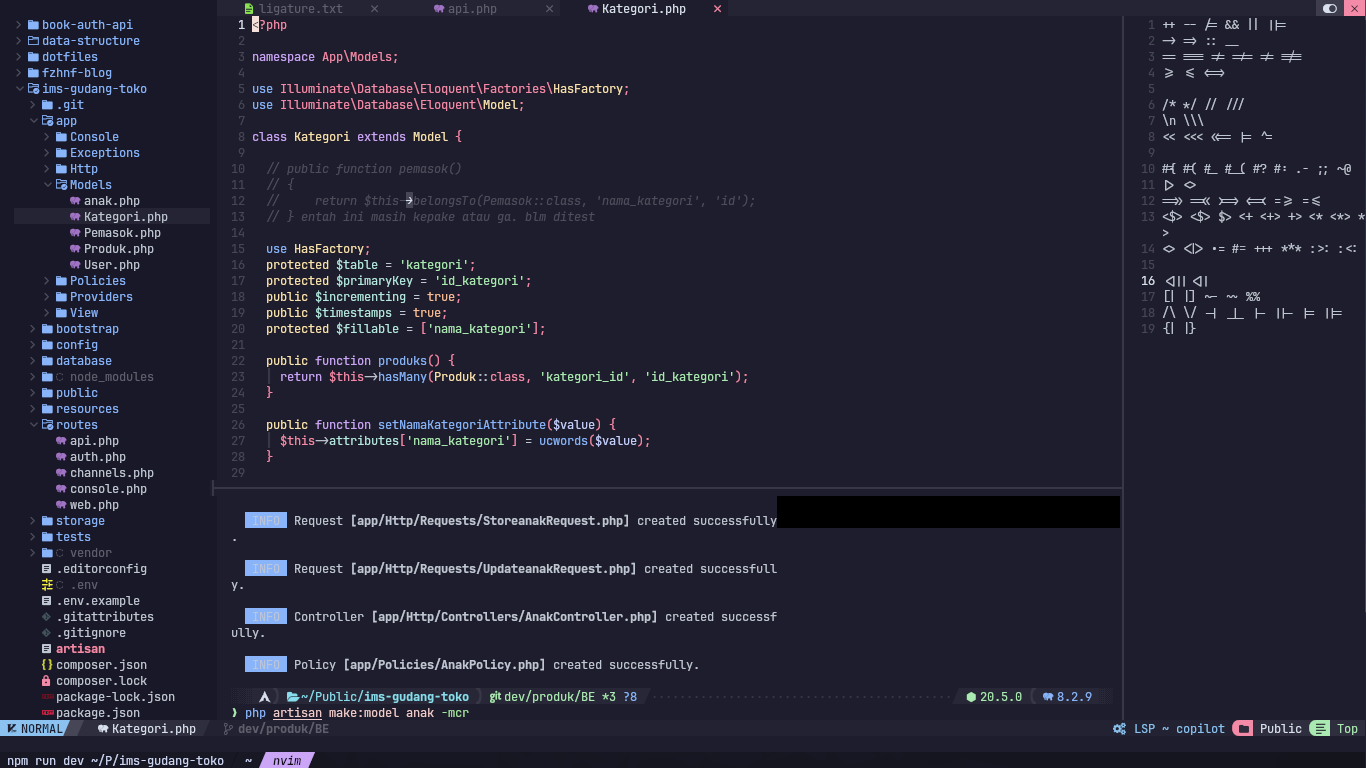 ligature.txt
api.php
Kategori.php
book-auth-api
data-structure
dotfiles
fzhnf-blog
ims-gudang-toko
.git
app
Console
Exceptions
Http
Models
anak.php
Kategori.php
Pemasok.php
Produk.php
User.php
Policies
Providers
View
bootstrap
config
database
node_modules
public
resources
routes
api.php
auth.php
channels.php
console.php
web.php
storage
tests
vendor
.editorconfig
.env
.env.example
.gitattributes
.gitignore
artisan
composer.json
composer.lock
package-lock.json
package.json
1 <?php
2
3 namespace App\Models;
4
5 use Illuminate\Database\Eloquent\Factories\HasFactory;
6 use Illuminate\Database\Eloquent\Model;
7
8 class Kategori extends Model {
9
10 // public function pemasok()
11 // {
12 //     return $this->belongsTo(Pemasok::class, 'nama_kategori', 'id');
13 // } entah ini masih kepake atau ga. blm ditest
14
15 use HasFactory;
16 protected $table = 'kategori';
17 protected $primaryKey = 'id_kategori';
18 public $incrementing = true;
19 public $timestamps = true;
20 protected $fillable = ['nama_kategori'];
21
22 public function produks() {
23 return $this->hasMany(Produk::class, 'kategori_id', 'id_kategori');
24 }
25
26 public function setNamaKategoriAttribute($value) {
27 $this->attributes['nama_kategori'] = ucwords($value);
28 }
29
1 ++ -- /= && || ||=
2 -> => :: __
3 == === != =/= != !==
4 >= <= <=>
5
6 /* */ // ///
7 \n \\\
8 << <<< <<= |= ^=
9
10 #{ #[ #_ #_( #? #: .- ;; ~@
11 |> <>
12 =>> =<< >=> <=< =>= =<=
13 <$> <$ $> <+ <+> +> <* <*> *
>
14 <> <|> .= #= +++ *** :>: :<:
15
16 <||| <||
17 [| |] ~- ~~ %%
18 /\ \/ -| _|_ |- ||- |= ||=
19 {| |}
INFO Request [app/Http/Requests/StoreanakRequest.php] created successfully
.
INFO Request [app/Http/Requests/UpdateanakRequest.php] created successfull
y.
INFO Controller [app/Http/Controllers/AnakController.php] created successf
ully.
INFO Policy [app/Policies/AnakPolicy.php] created successfully.
~/Public/ims-gudang-toko git dev/produk/BE *3 ?8 20.5.0 8.2.9
❯ php artisan make:model anak -mcr
NORMAL Kategori.php dev/produk/BE LSP ~ copilot Public Top
npm run dev ~/P/ims-gudang-toko ~ nvim